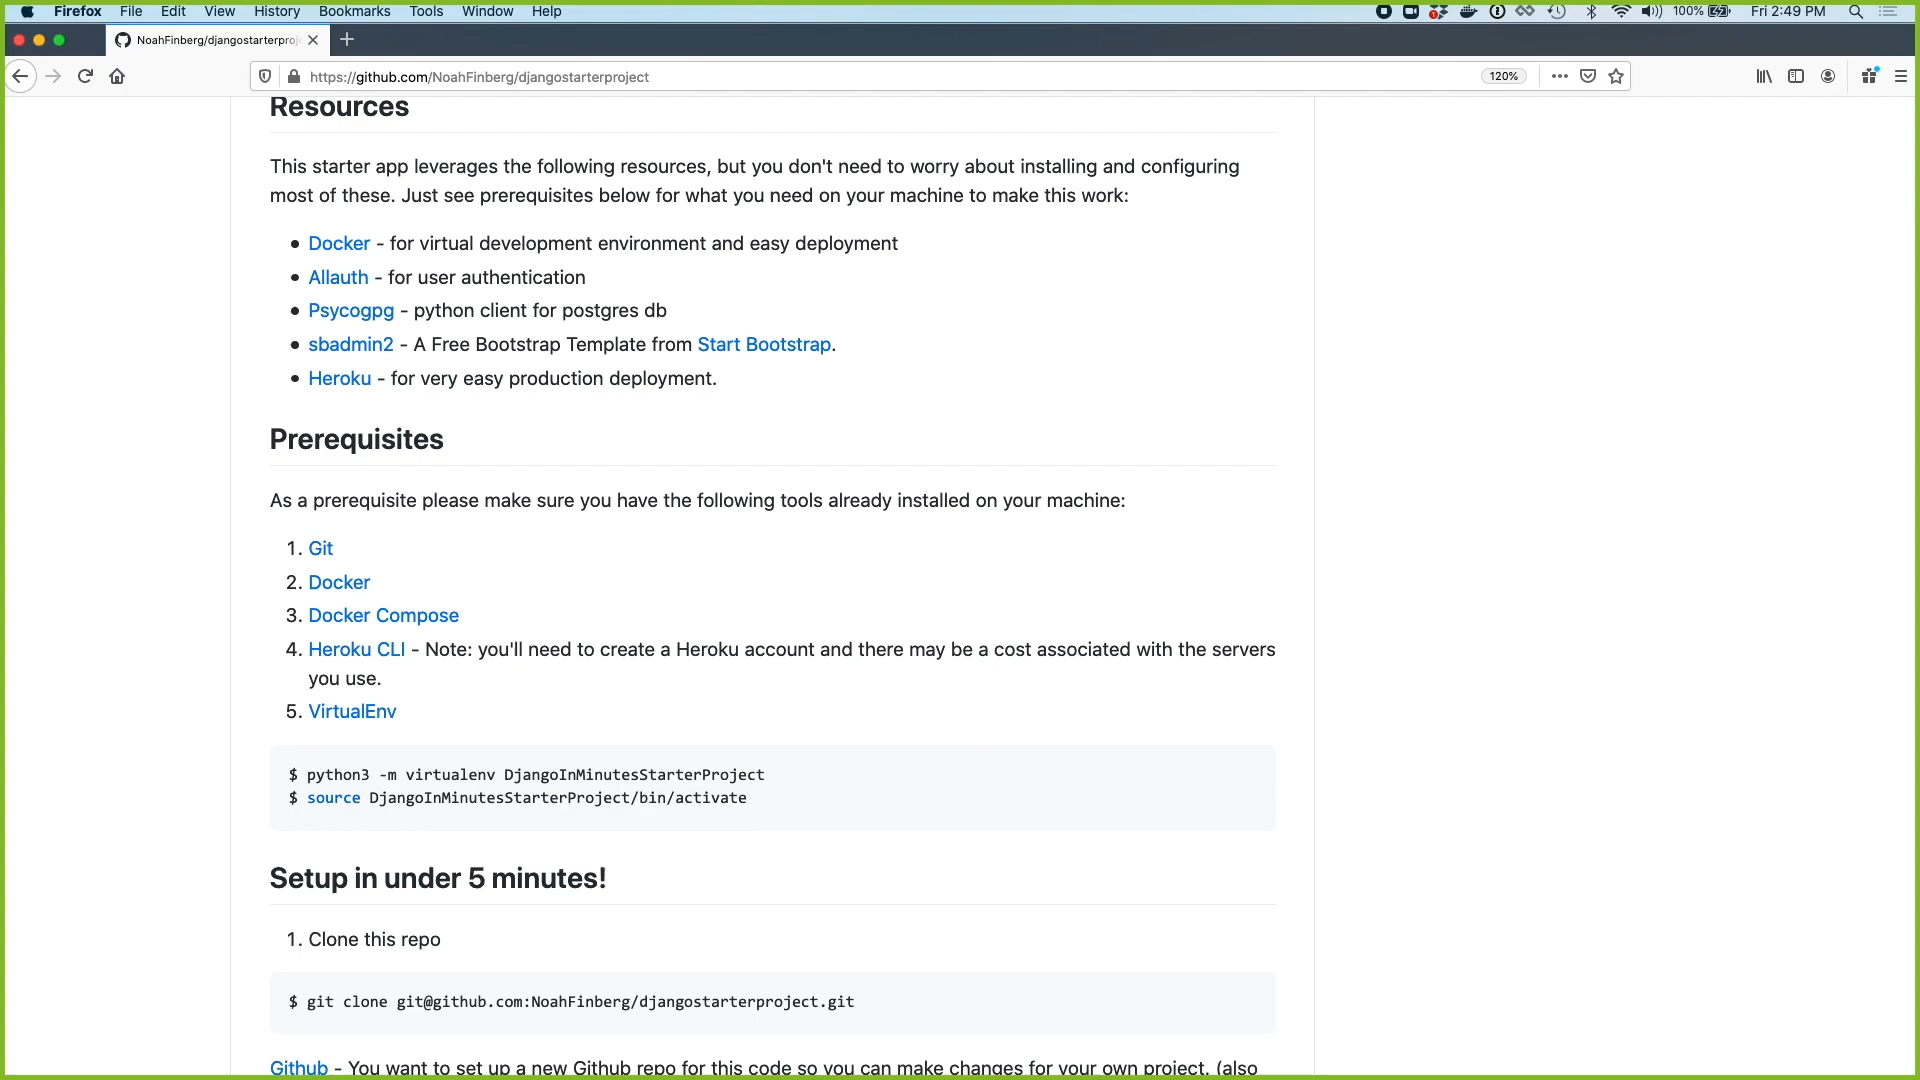 Firefox File Edit View History Bookmarks Tools Window Help 100% Fri 2:49 PM
NoahFinberg/djangostarterproj
https://github.com/NoahFinberg/djangostarterproject 120%
Resources
This starter app leverages the following resources, but you don't need to worry about installing and configuring
most of these. Just see prerequisites below for what you need on your machine to make this work:
• Docker - for virtual development environment and easy deployment
• Allauth - for user authentication
• Psycogpg - python client for postgres db
• sbadmin2 - A Free Bootstrap Template from Start Bootstrap.
• Heroku - for very easy production deployment.
Prerequisites
As a prerequisite please make sure you have the following tools already installed on your machine:
1. Git
2. Docker
3. Docker Compose
4. Heroku CLI - Note: you'll need to create a Heroku account and there may be a cost associated with the servers
you use.
5. VirtualEnv
$ python3 -m virtualenv DjangoInMinutesStarterProject
$ source DjangoInMinutesStarterProject/bin/activate
Setup in under 5 minutes!
1. Clone this repo
$ git clone git@github.com:NoahFinberg/djangostarterproject.git
Github - You want to set up a new Github repo for this code so you can make changes for your own project. (also